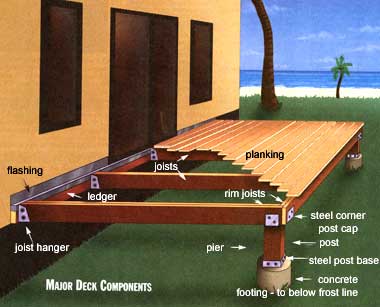 flashing
joists
planking
ledger
rim joists
steel corner
post cap
joist hanger
pier
post
steel post base
concrete
footing - to below frost line
MAJOR DECK COMPONENTS